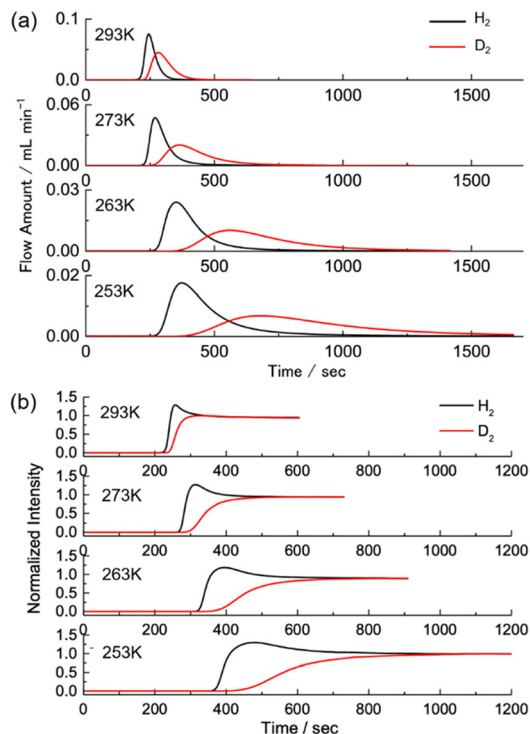 (a)
293K
H₂
D₂
0.1
0.0
0 500 1000 1500
273K
0.06
0.00
0 500 1000 1500
263K
0.03
0.00
0 500 1000 1500
253K
0.02
0.00
0 500 1000 1500
Flow Amount / mL min⁻¹
Time / sec
(b)
293K
H₂
D₂
1.5
1.0
0.5
0.0
0 200 400 600 800 1000 1200
273K
1.5
1.0
0.5
0.0
0 200 400 600 800 1000 1200
263K
1.5
1.0
0.5
0.0
0 200 400 600 800 1000 1200
253K
1.5
1.0
0.5
0.0
0 200 400 600 800 1000 1200
Normalized Intensity
Time / sec